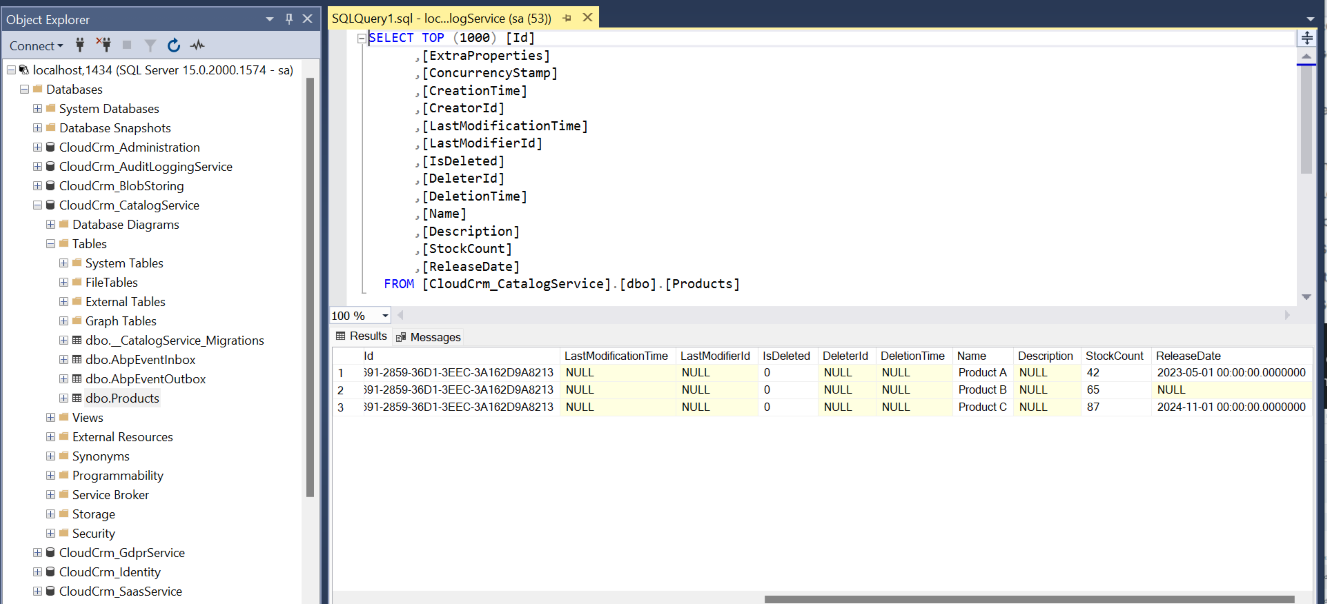 Object Explorer
Connect
localhost,1434 (SQL Server 15.0.2000.1574 - sa)
Databases
System Databases
Database Snapshots
CloudCrm_Administration
CloudCrm_AuditLoggingService
CloudCrm_BlobStoring
CloudCrm_CatalogService
Database Diagrams
Tables
System Tables
FileTables
External Tables
Graph Tables
dbo.__CatalogService_Migrations
dbo.AbpEventInbox
dbo.AbpEventOutbox
dbo.Products
Views
External Resources
Synonyms
Programmability
Service Broker
Storage
Security
CloudCrm_GdprService
CloudCrm_Identity
CloudCrm_SaasService
SQLQuery1.sql - loc...logService (sa (53))
SELECT TOP (1000) [Id]
,[ExtraProperties]
,[ConcurrencyStamp]
,[CreationTime]
,[CreatorId]
,[LastModificationTime]
,[LastModifierId]
,[IsDeleted]
,[DeleterId]
,[DeletionTime]
,[Name]
,[Description]
,[StockCount]
,[ReleaseDate]
FROM [CloudCrm_CatalogService].[dbo].[Products]
100 %
Results Messages
Id LastModificationTime LastModifierId IsDeleted DeleterId DeletionTime Name Description StockCount ReleaseDate
1 391-2859-36D1-3EEC-3A162D9A8213 NULL NULL 0 NULL NULL Product A NULL 42 2023-05-01 00:00:00.0000000
2 391-2859-36D1-3EEC-3A162D9A8213 NULL NULL 0 NULL NULL Product B NULL 65 NULL
3 391-2859-36D1-3EEC-3A162D9A8213 NULL NULL 0 NULL NULL Product C NULL 87 2024-11-01 00:00:00.0000000